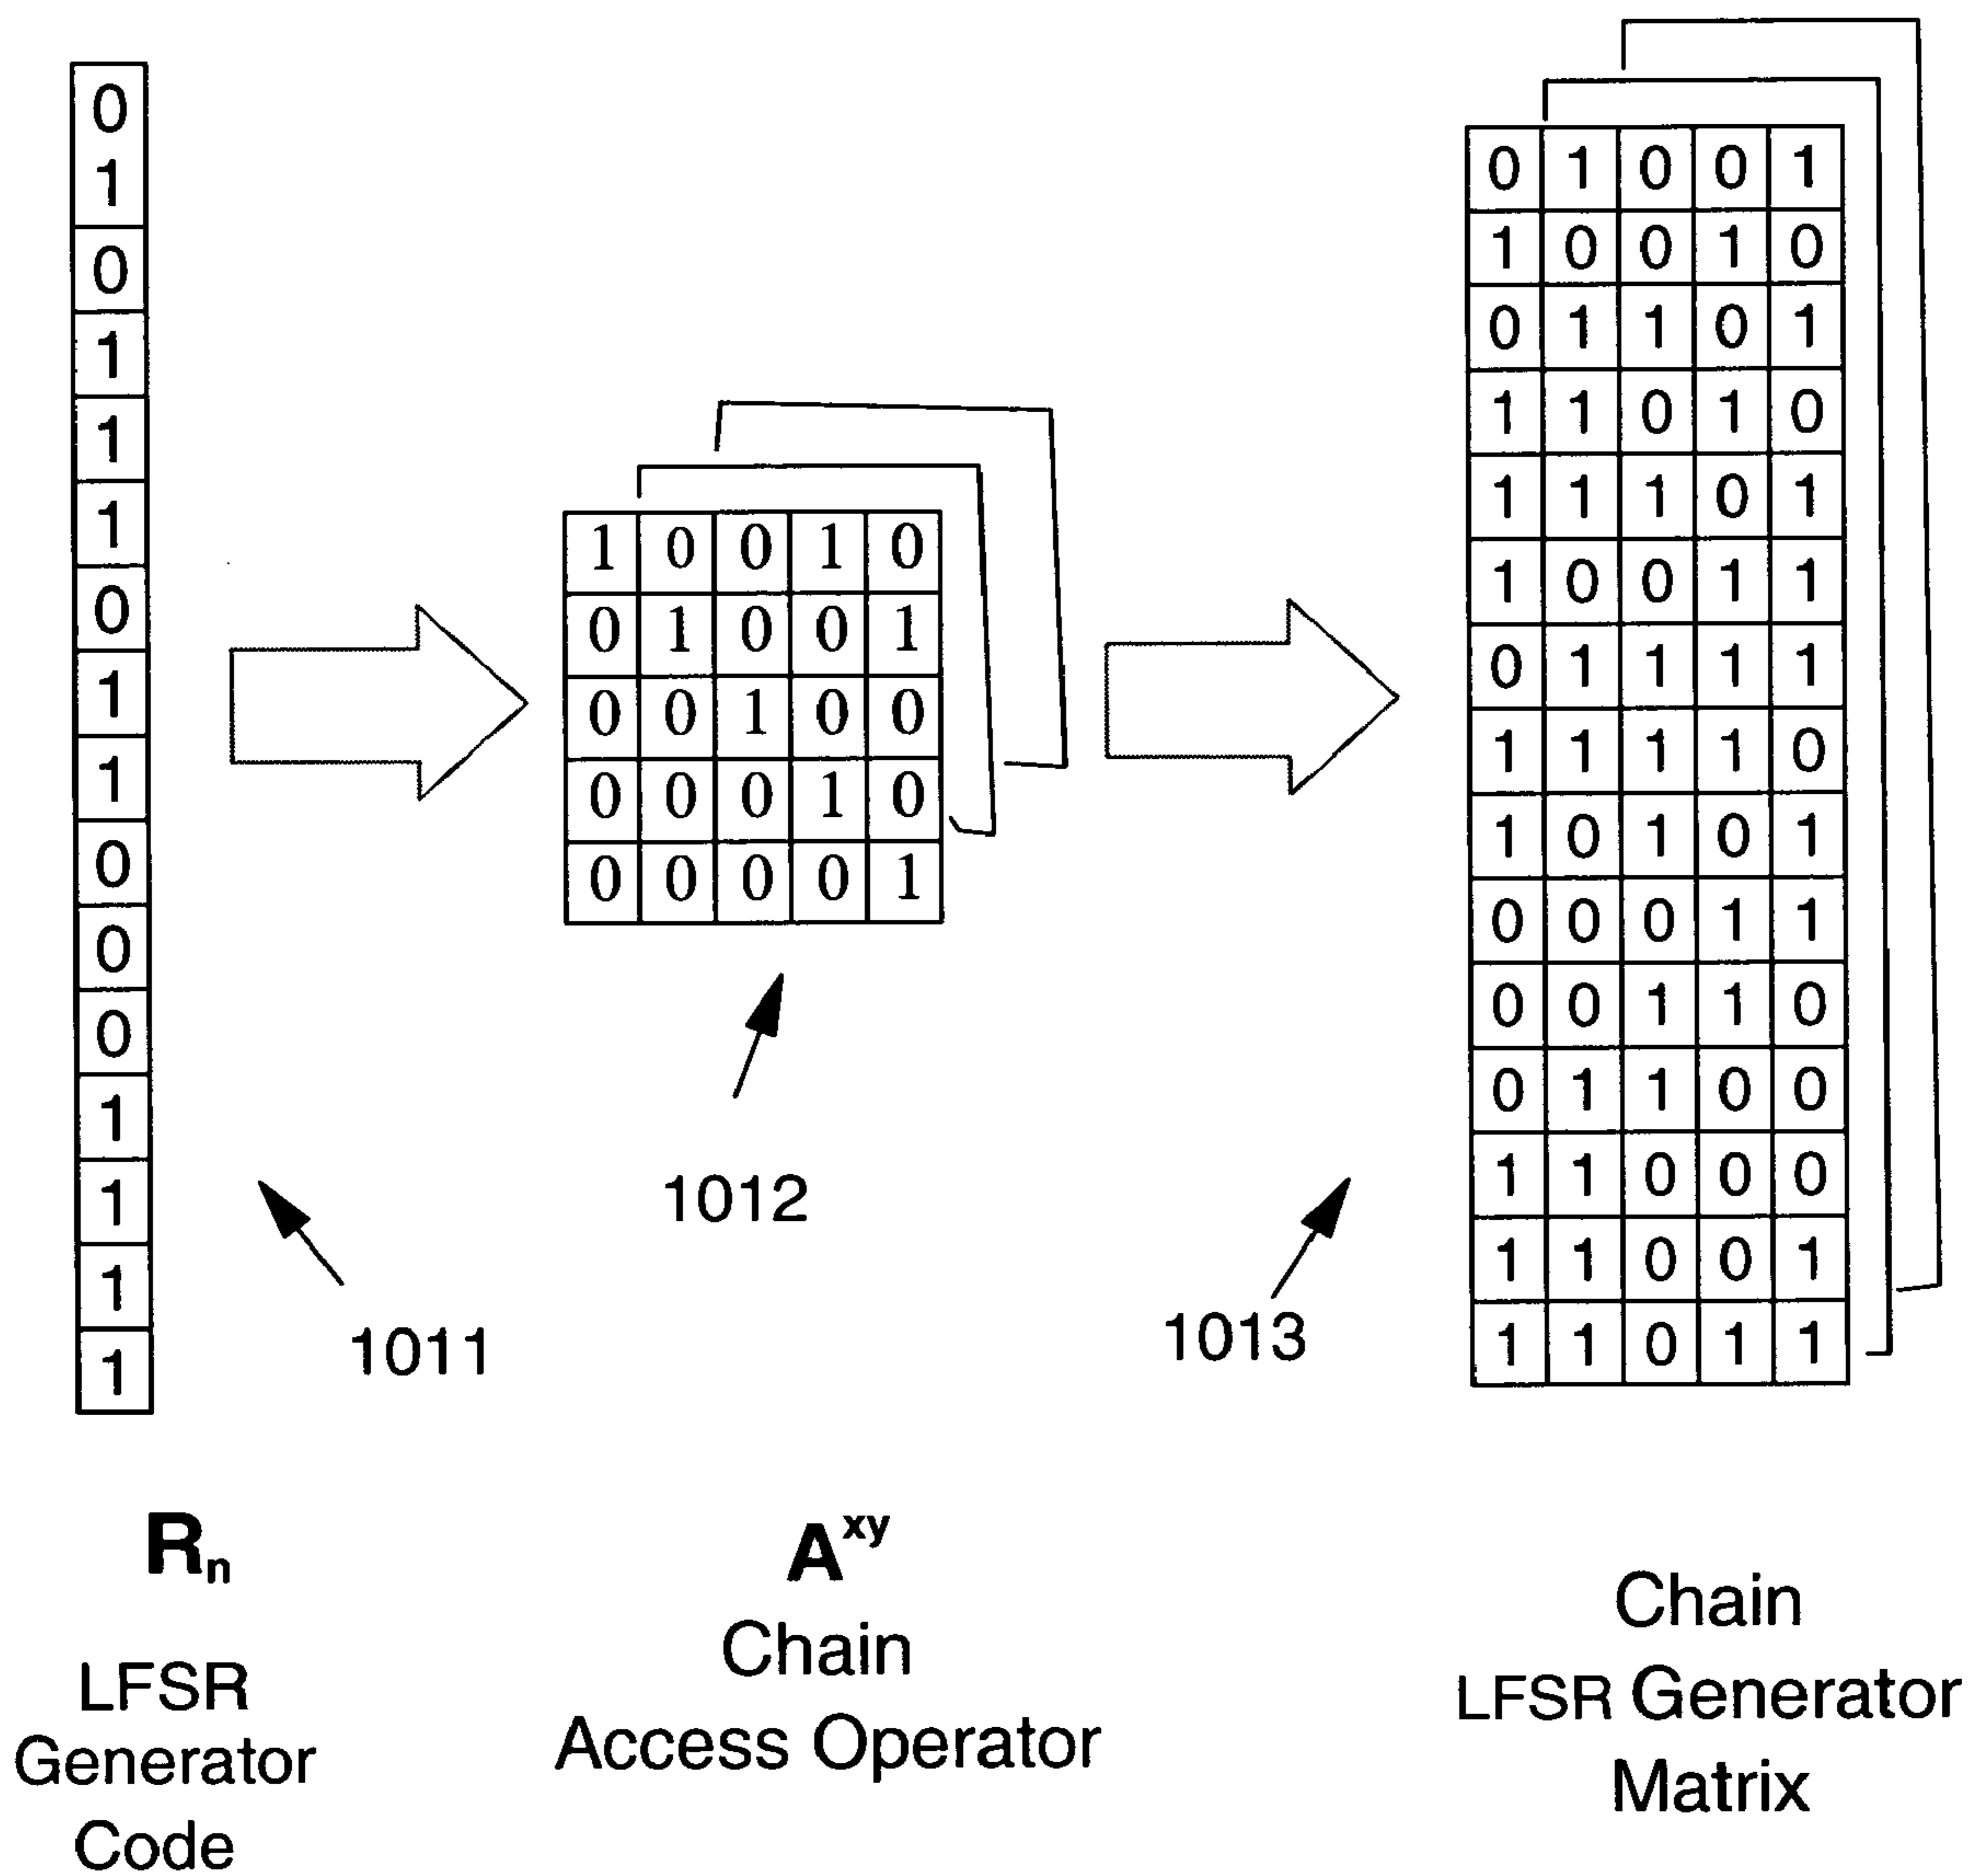 0
1
0
1
1
1
0
1
1
0
0
0
1
1
1
1
1011
R_n
LFSR
Generator
Code
1 0 0 1 0
0 1 0 0 1
0 0 1 0 0
0 0 0 1 0
0 0 0 0 1
1012
A^xy
Chain
Access Operator
0 1 0 0 1
1 0 0 1 0
0 1 1 0 1
1 1 0 1 0
1 1 1 0 1
1 0 0 1 1
0 1 1 1 1
1 1 1 1 0
1 0 1 0 1
0 0 0 1 1
0 0 1 1 0
0 1 1 0 0
1 1 0 0 0
1 1 0 0 1
1 1 0 1 1
1013
Chain
LFSR Generator
Matrix